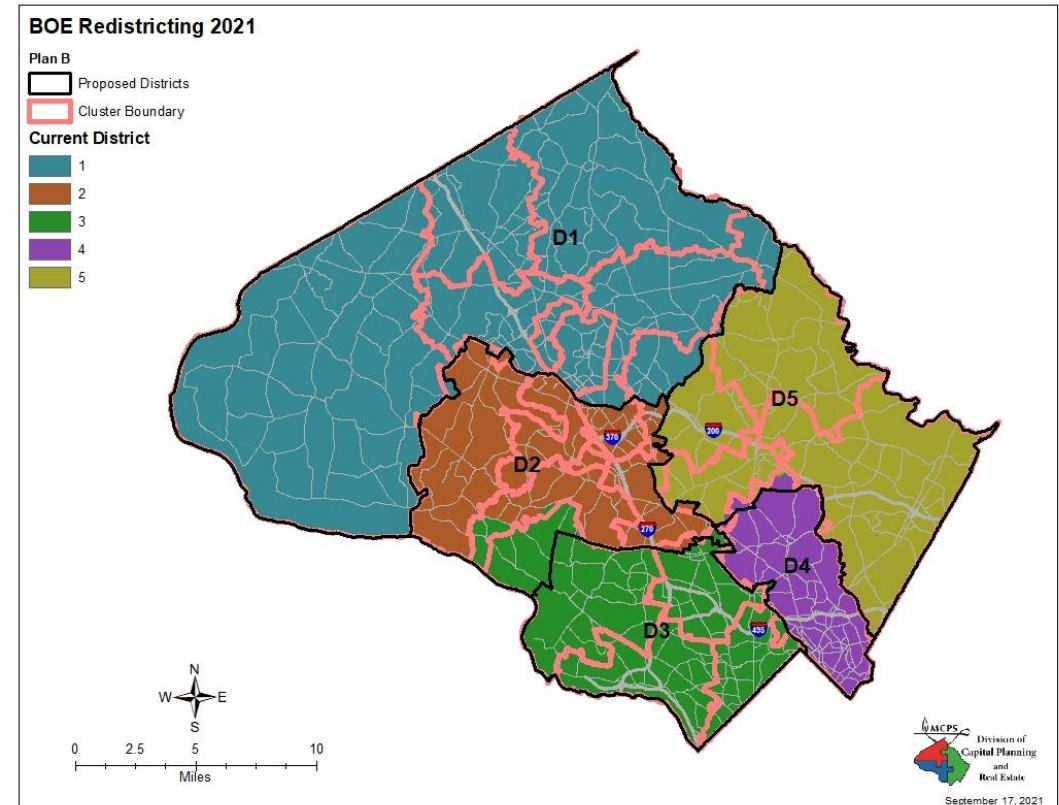 BOE Redistricting 2021
Plan B
Proposed Districts
Cluster Boundary
Current District
1
2
3
4
5
D1
D5
200
370
D2
270
D4
D3
495
N
W E
S
0 2.5 5 10
Miles
MCPS
Division of
Capital Planning
and
Real Estate
September 17, 2021